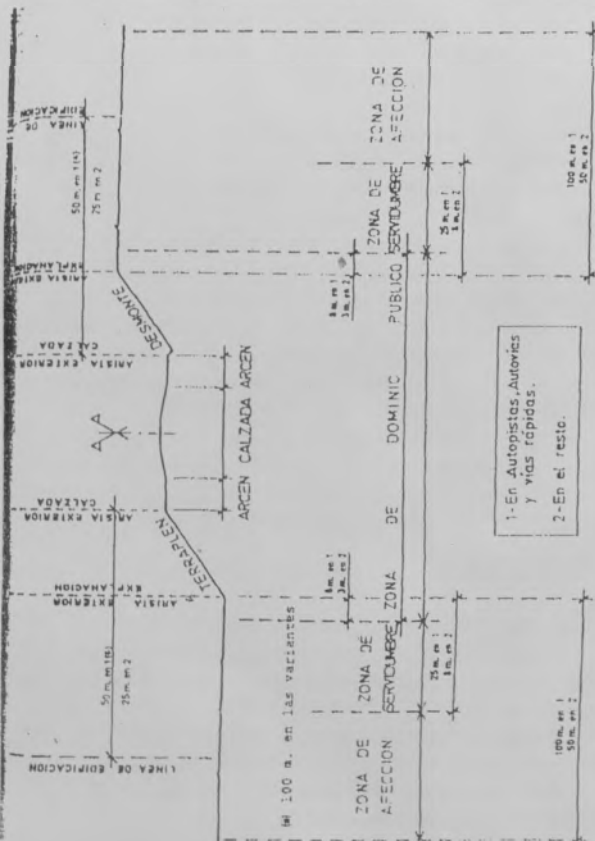 LINEA DE
EDIFICACION
50 m. en 1 (*)
25 m. en 2
ARISTA
EXTERIOR
EXPLANACION
TERRAPLEN
ARISTA EXTERIOR
CALZADA
ARCEN CALZADA ARCEN
ARISTA EXTERIOR
CALZADA
DESMONTE
ARISTA EXTER.
EXPLANACION
50 m. en 1 (*)
25 m. en 2
LINEA DE
EDIFICACION
(*) 100 m. en las variantes
8 m. en 1
3 m. en 2
8 m. en 1
3 m. en 2
ZONA DE
AFECCION
ZONA DE
SERVIDUMBRE
ZONA DE DOMINIC PUBLICO
ZONA DE
SERVIDUMBRE
ZONA DE
AFECCION
25 m. en 1
8 m. en 2
25 m. en 1
8 m. en 2
1-En Autopistas, Autovias
y vias rápidas.
2-En el resto.
100 m. en 1
50 m. en 2
100 m. en 1
50 m. en 2